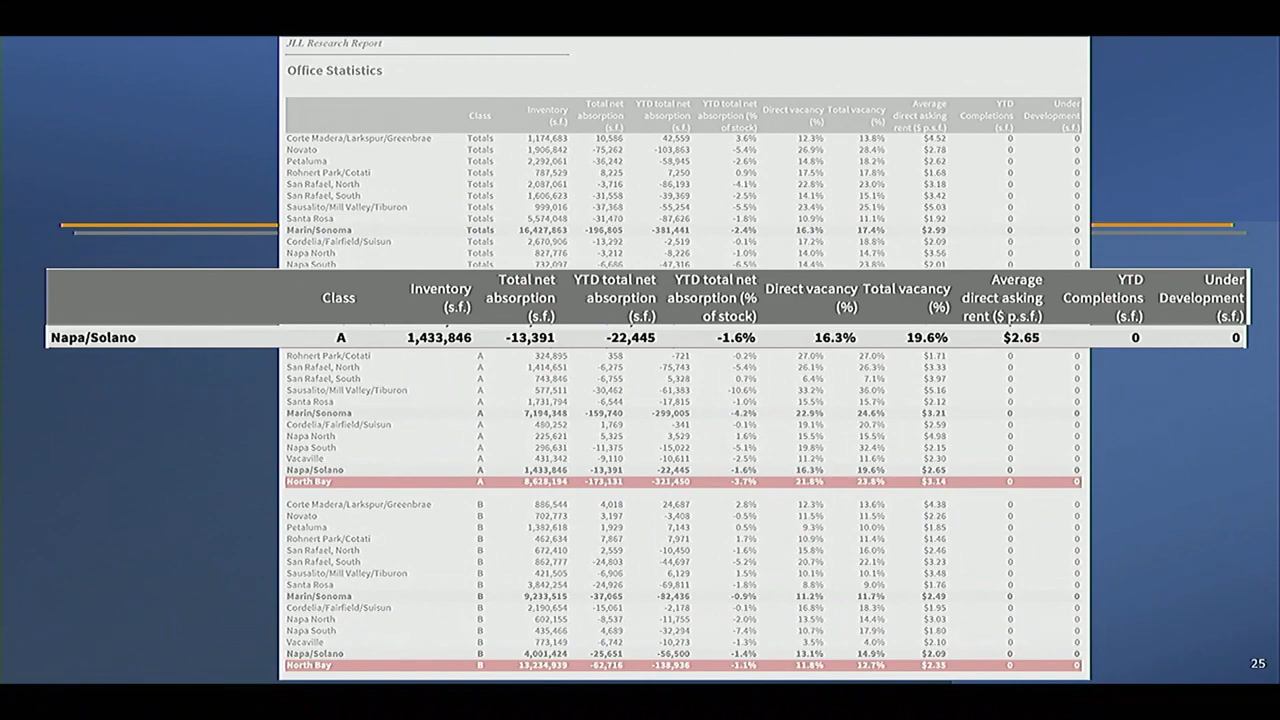 JLL Research Report
Office Statistics
Class Inventory (s.f.) Total net absorption (s.f.) YTD total net absorption (s.f.) YTD total net absorption (% of stock) Direct vacancy (%) Total vacancy (%) Average direct asking rent ($ p.s.f.) YTD Completions (s.f.) Under Development (s.f.)
Corte Madera/Larkspur/Greenbrae Totals 1,174,683 10,586 42,559 3.6% 12.3% 13.8% $4.52 0 0
Novato Totals 1,906,842 -75,262 -103,863 -5.4% 26.9% 28.4% $2.78 0 0
Petaluma Totals 2,292,061 -36,242 -58,945 -2.6% 14.8% 18.2% $2.62 0 0
Rohnert Park/Cotati Totals 787,529 8,225 7,250 0.9% 17.5% 17.8% $1.68 0 0
San Rafael, North Totals 2,087,061 -3,716 -86,193 -4.1% 22.8% 23.0% $3.18 0 0
San Rafael, South Totals 1,606,623 -31,558 -39,369 -2.5% 14.1% 15.1% $3.42 0 0
Sausalito/Mill Valley/Tiburon Totals 999,016 -37,368 -55,254 -5.5% 23.4% 25.1% $5.03 0 0
Santa Rosa Totals 5,574,048 -31,470 -87,626 -1.8% 10.9% 11.1% $1.92 0 0
Marin/Sonoma Totals 16,427,863 -196,805 -381,441 -2.4% 16.3% 17.4% $2.99 0 0
Cordelia/Fairfield/Suisun Totals 2,670,906 -13,292 -2,519 -0.1% 17.2% 18.8% $2.09 0 0
Napa North Totals 827,776 -3,212 -8,226 -1.0% 14.0% 14.7% $3.56 0 0
Napa South Totals 732,097 -6,686 -47,316 -6.5% 14.4% 23.8% $2.01 0 0
Class Inventory (s.f.) Total net absorption (s.f.) YTD total net absorption (s.f.) YTD total net absorption (% of stock) Direct vacancy (%) Total vacancy (%) Average direct asking rent ($ p.s.f.) YTD Completions (s.f.) Under Development (s.f.)
Napa/Solano A 1,433,846 -13,391 -22,445 -1.6% 16.3% 19.6% $2.65 0 0
Rohnert Park/Cotati A 324,895 358 -721 -0.2% 27.0% 27.0% $1.71 0 0
San Rafael, North A 1,414,651 -6,275 -75,743 -5.4% 26.1% 26.3% $3.33 0 0
San Rafael, South A 743,846 -6,755 5,328 0.7% 6.4% 7.1% $3.97 0 0
Sausalito/Mill Valley/Tiburon A 577,511 -30,462 -61,383 -10.6% 33.2% 36.0% $5.16 0 0
Santa Rosa A 1,731,794 -6,544 -17,815 -1.0% 15.5% 15.7% $2.12 0 0
Marin/Sonoma A 7,194,348 -159,740 -299,005 -4.2% 22.9% 24.6% $3.21 0 0
Cordelia/Fairfield/Suisun A 480,252 1,769 -341 -0.1% 19.1% 20.7% $2.59 0 0
Napa North A 225,621 5,325 3,529 1.6% 15.5% 15.5% $4.98 0 0
Napa South A 296,631 -11,375 -15,022 -5.1% 19.8% 32.4% $2.15 0 0
Vacaville A 431,342 -9,110 -10,611 -2.5% 11.2% 11.6% $2.30 0 0
Napa/Solano A 1,433,846 -13,391 -22,445 -1.6% 16.3% 19.6% $2.65 0 0
North Bay A 8,628,194 -173,131 -321,450 -3.7% 21.8% 23.8% $3.14 0 0
Corte Madera/Larkspur/Greenbrae B 886,544 4,018 24,687 2.8% 12.3% 13.6% $4.38 0 0
Novato B 702,773 3,197 -3,408 -0.5% 11.5% 11.5% $2.26 0 0
Petaluma B 1,382,618 1,929 7,143 0.5% 9.3% 10.0% $1.85 0 0
Rohnert Park/Cotati B 462,634 7,867 7,971 1.7% 10.9% 11.4% $1.46 0 0
San Rafael, North B 672,410 2,559 -10,450 -1.6% 15.8% 16.0% $2.46 0 0
San Rafael, South B 862,777 -24,803 -44,697 -5.2% 20.7% 22.1% $3.23 0 0
Sausalito/Mill Valley/Tiburon B 421,505 -6,906 6,129 1.5% 10.1% 10.1% $3.48 0 0
Santa Rosa B 3,842,254 -24,926 -69,811 -1.8% 8.8% 9.0% $1.76 0 0
Marin/Sonoma B 9,233,515 -37,065 -82,436 -0.9% 11.2% 11.7% $2.49 0 0
Cordelia/Fairfield/Suisun B 2,190,654 -15,061 -2,178 -0.1% 16.8% 18.3% $1.95 0 0
Napa North B 602,155 -8,537 -11,755 -2.0% 13.5% 14.4% $3.03 0 0
Napa South B 435,466 4,689 -32,294 -7.4% 10.7% 17.9% $1.80 0 0
Vacaville B 773,149 -6,742 -10,273 -1.3% 3.5% 4.0% $2.10 0 0
Napa/Solano B 4,001,424 -25,651 -56,500 -1.4% 13.1% 14.9% $2.09 0 0
North Bay B 13,234,939 -62,716 -138,936 -1.1% 11.8% 12.7% $2.35 0 0
25